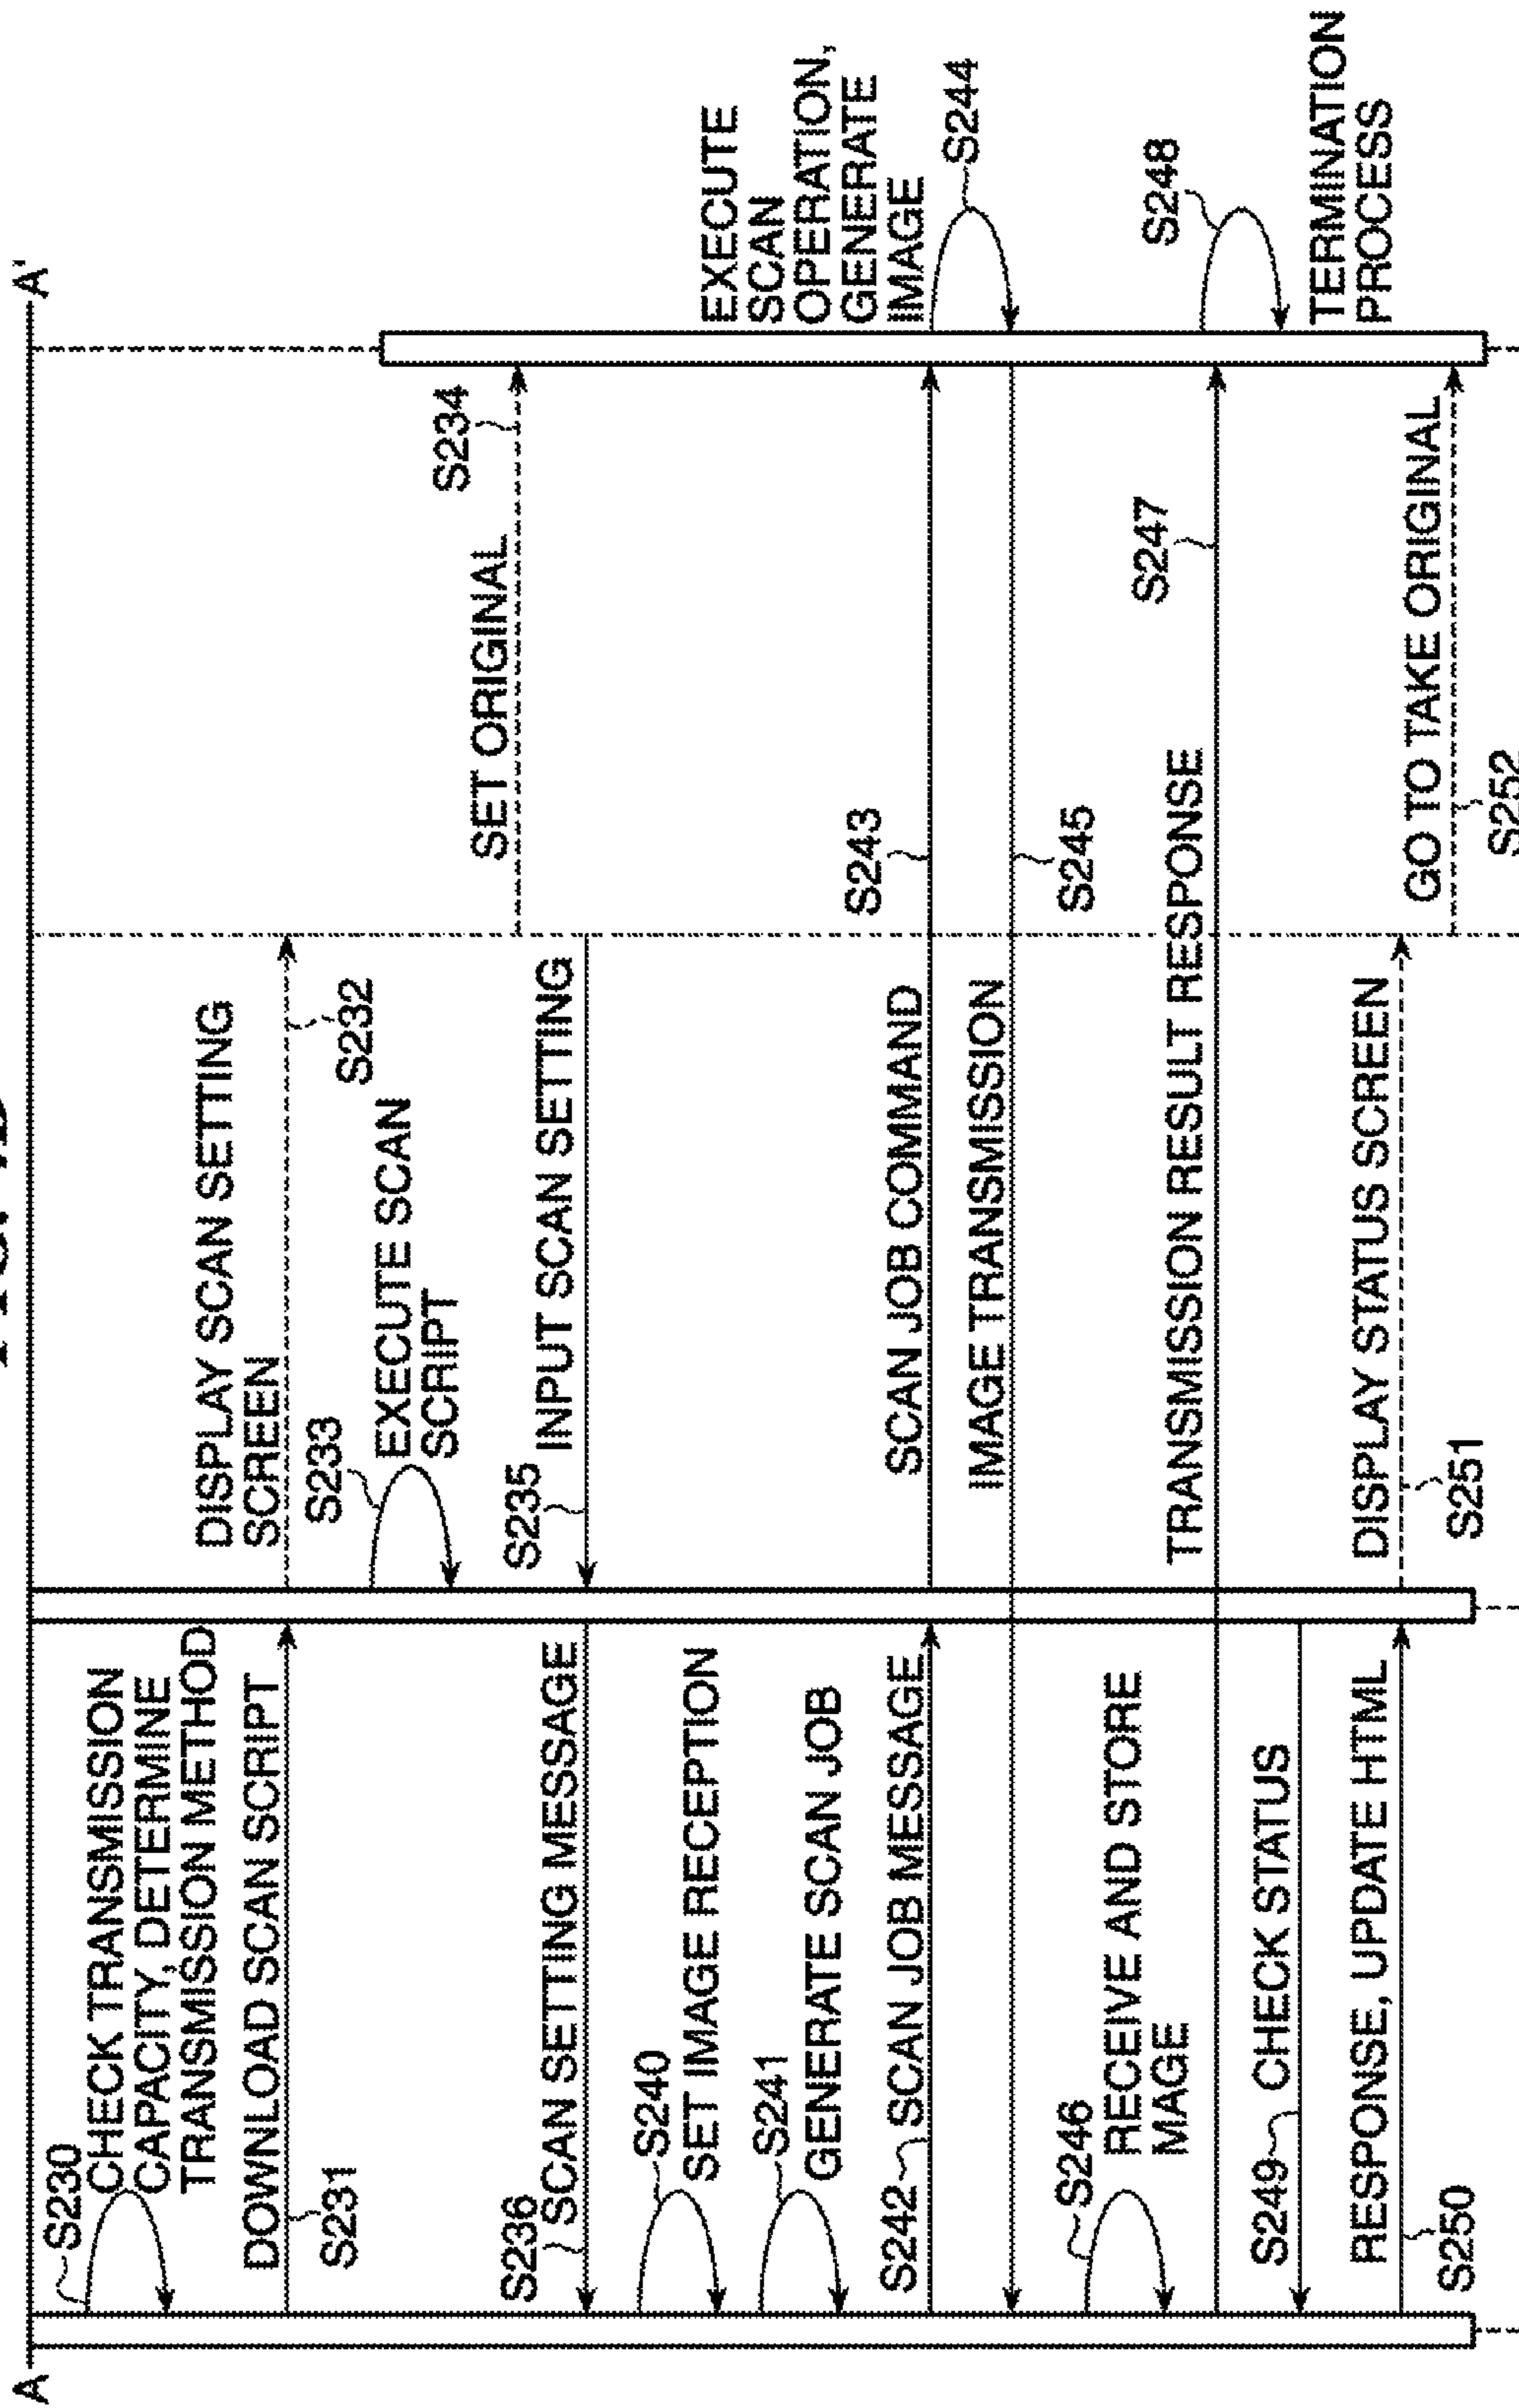 A
A'
S230
CHECK TRANSMISSION
CAPACITY, DETERMINE
TRANSMISSION METHOD
DOWNLOAD SCAN SCRIPT
S231
DISPLAY SCAN SETTING
SCREEN
S232
S233
EXECUTE SCAN
SCRIPT
S234
SET ORIGINAL
S235
INPUT SCAN SETTING
S236
SCAN SETTING MESSAGE
S240
SET IMAGE RECEPTION
S241
GENERATE SCAN JOB
S242
SCAN JOB MESSAGE
SCAN JOB COMMAND
S243
EXECUTE
SCAN
OPERATION,
GENERATE
IMAGE
S244
IMAGE TRANSMISSION
S245
S246
RECEIVE AND STORE
MAGE
TRANSMISSION RESULT RESPONSE
S247
S248
TERMINATION
PROCESS
S249
CHECK STATUS
RESPONSE, UPDATE HTML
S250
DISPLAY STATUS SCREEN
S251
GO TO TAKE ORIGINAL
S252